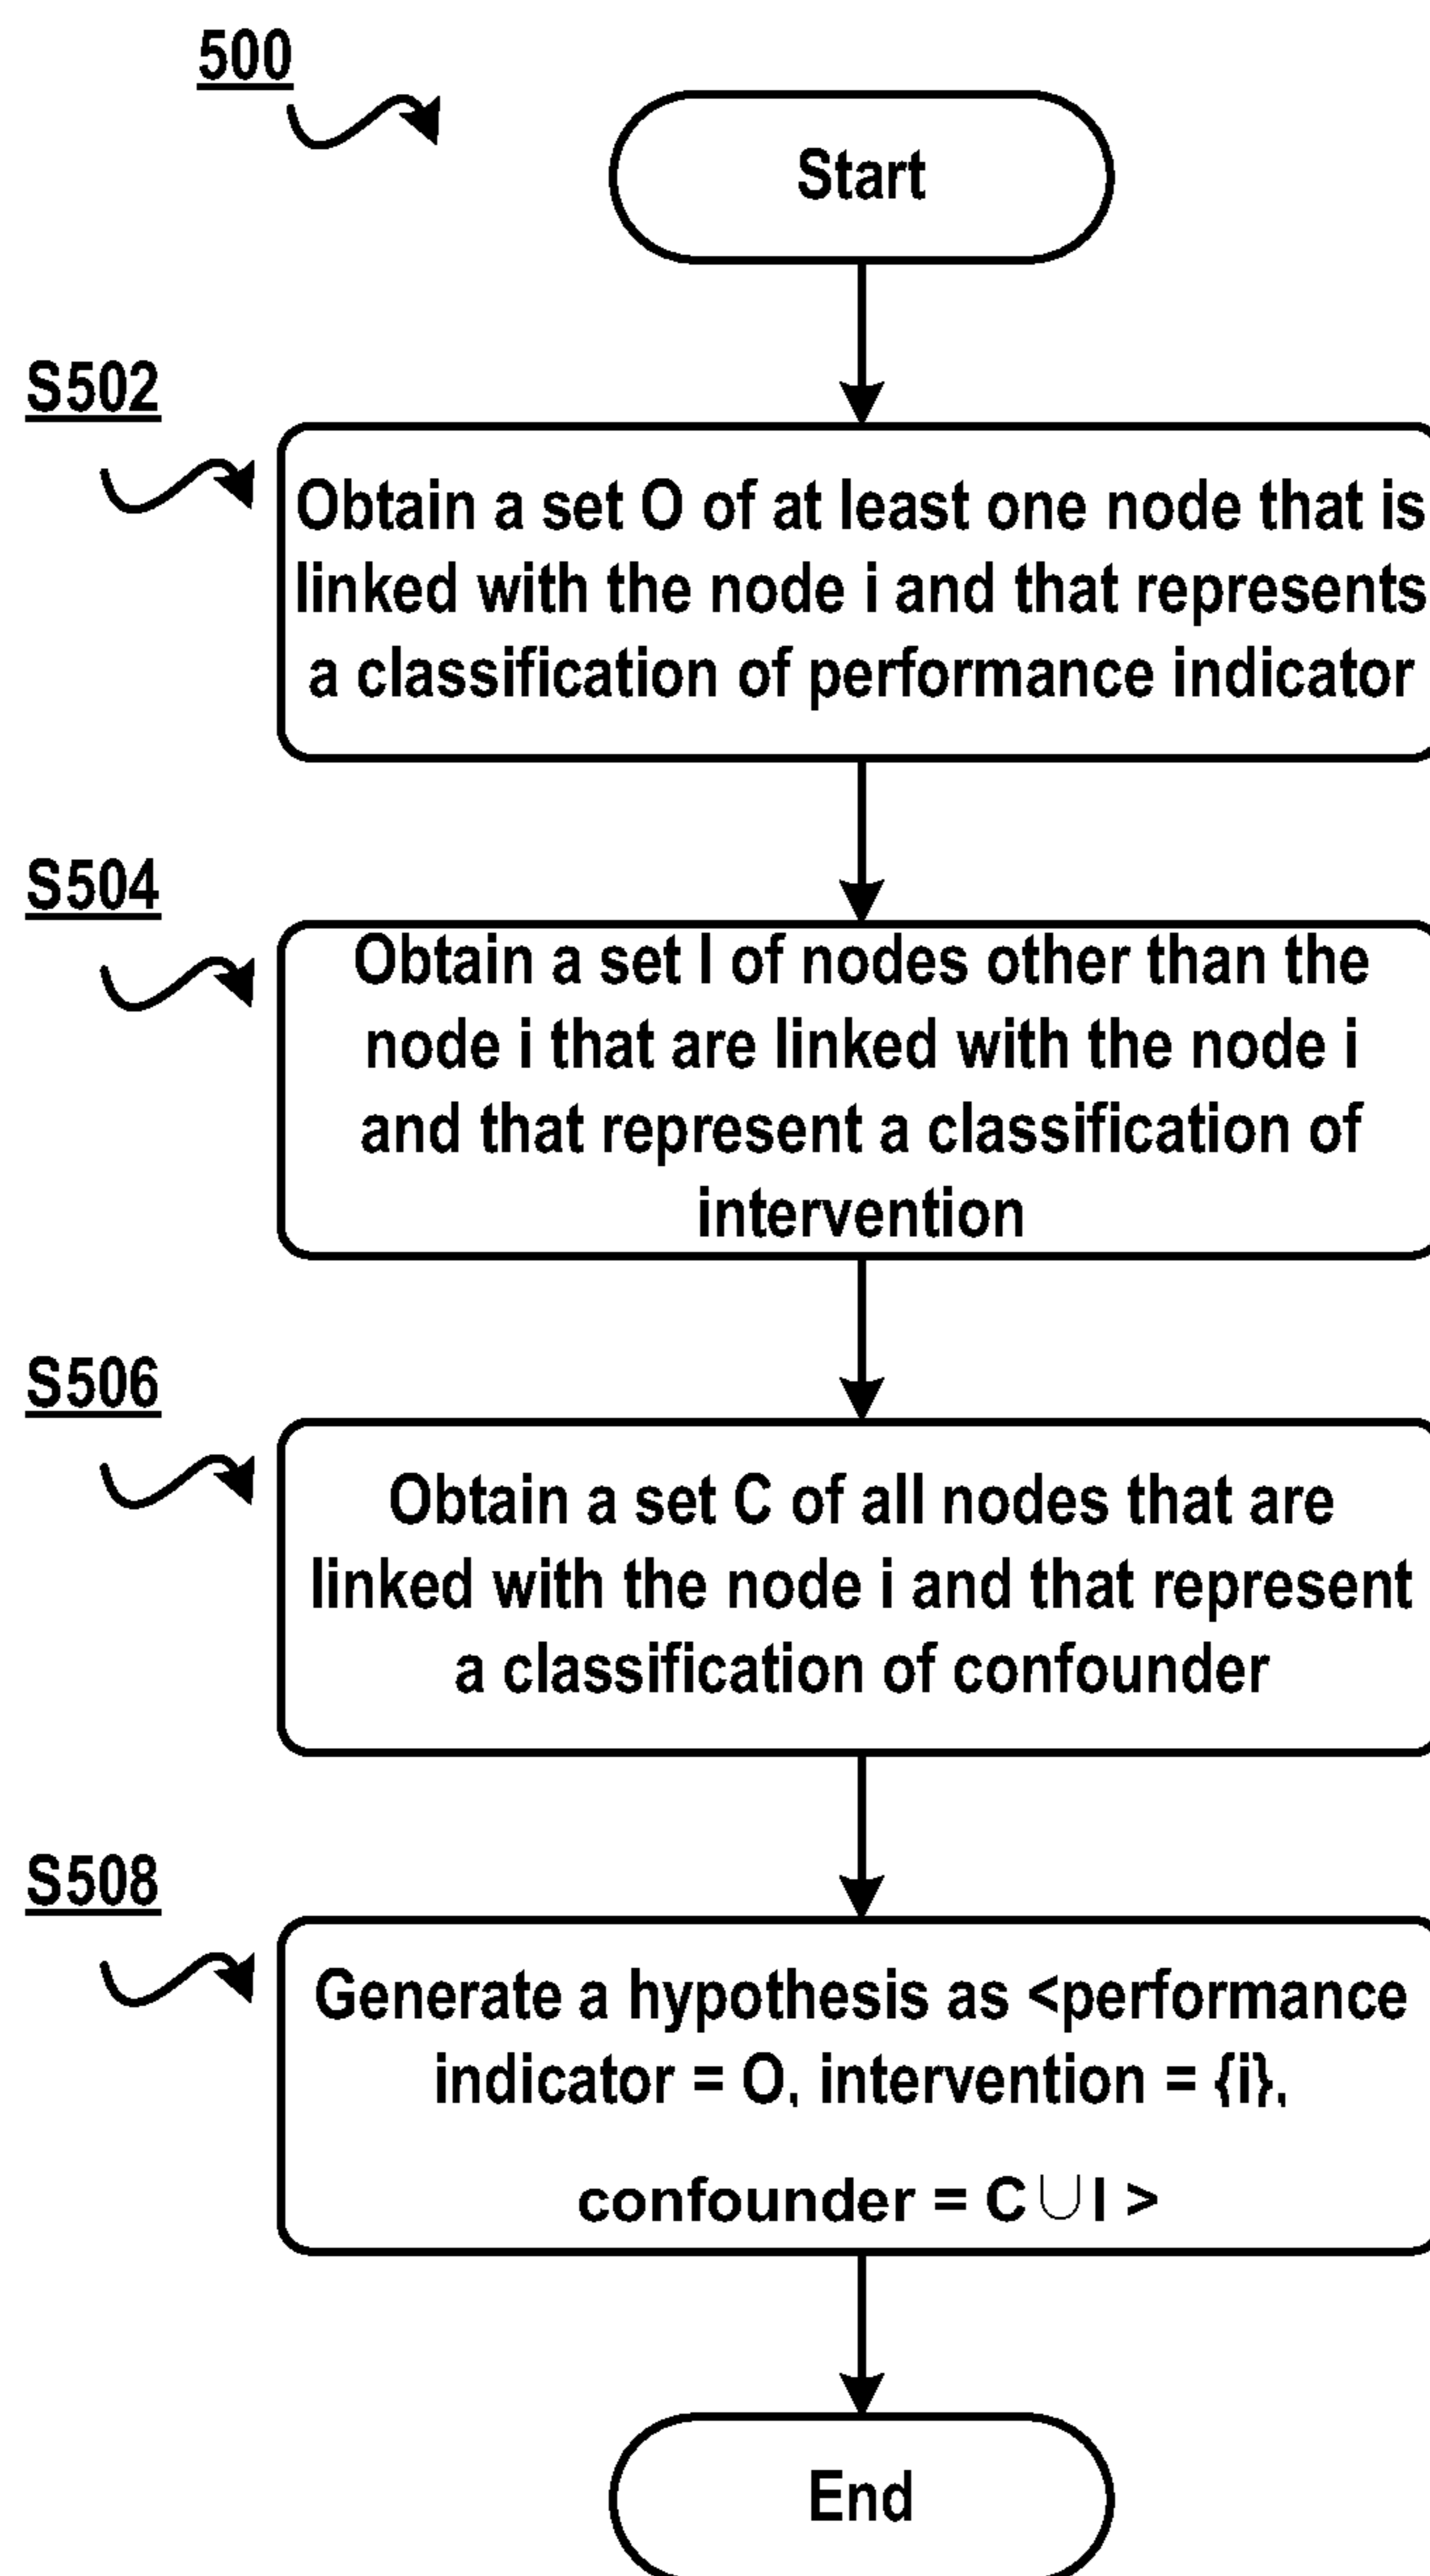 500
Start
S502
Obtain a set O of at least one node that is
linked with the node i and that represents
a classification of performance indicator
S504
Obtain a set I of nodes other than the
node i that are linked with the node i
and that represent a classification of
intervention
S506
Obtain a set C of all nodes that are
linked with the node i and that represent
a classification of confounder
S508
Generate a hypothesis as <performance
indicator = O, intervention = {i},
confounder = C∪I >
End